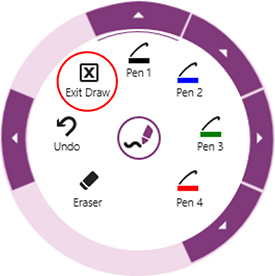 Pen 1
Exit Draw
Pen 2
Undo
Pen 3
Eraser
Pen 4